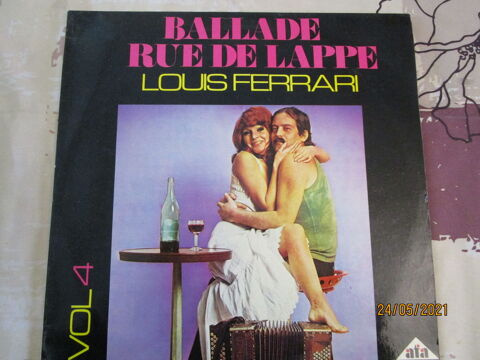 BALLADE
RUE DE LAPPE
LOUIS FERRARI
VOL 4
24/05/2021
afa